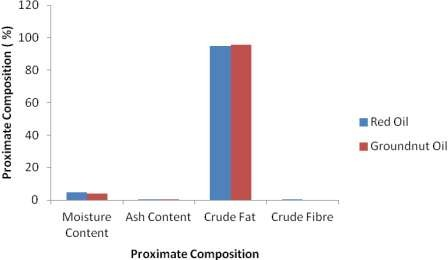 120
100
80
60
40
20
0
Proximate Composition ( %)
Moisture
Content
Ash Content
Crude Fat
Crude Fibre
Proximate Composition
Red Oil
Groundnut Oil